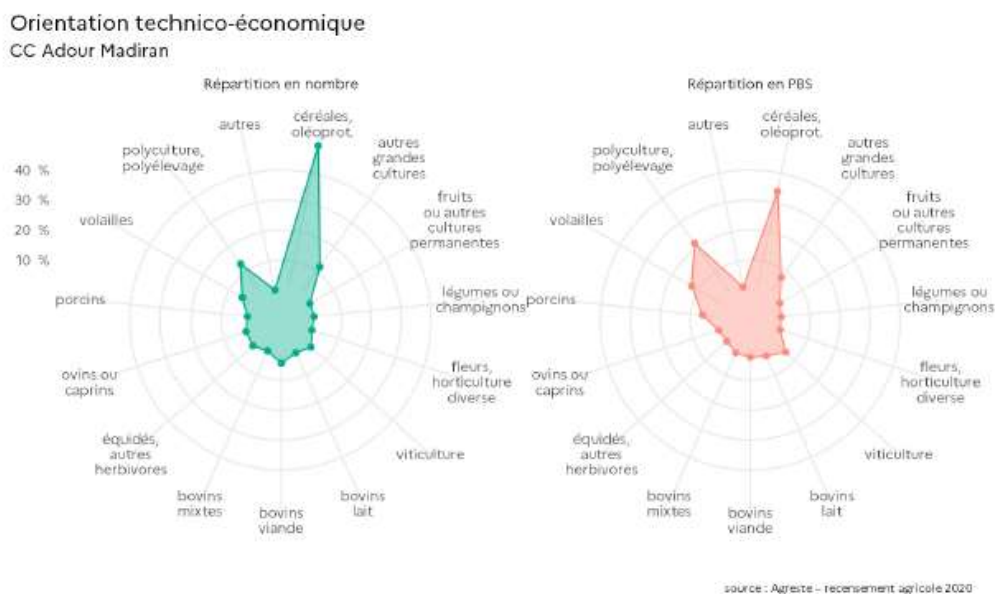 Orientation technico-économique
CC Adour Madiran
Répartition en nombre
autres
céréales,
oléoprot.
autres
grandes
cultures
fruits
ou autres
cultures
permanentes
légumes ou
champignons
fleurs,
horticulture
diverse
viticulture
bovins
lait
bovins
viande
bovins
mixtes
équidés,
autres
herbivores
ovins ou
caprins
porcins
volailles
polyculture,
polyélevage
40 %
30 %
20 %
10 %
Répartition en PBS
autres
céréales,
oléoprot.
autres
grandes
cultures
fruits
ou autres
cultures
permanentes
légumes ou
champignons
fleurs,
horticulture
diverse
viticulture
bovins
lait
bovins
viande
bovins
mixtes
équidés,
autres
herbivores
ovins ou
caprins
porcins
volailles
polyculture,
polyélevage
source : Agreste – recensement agricole 2020